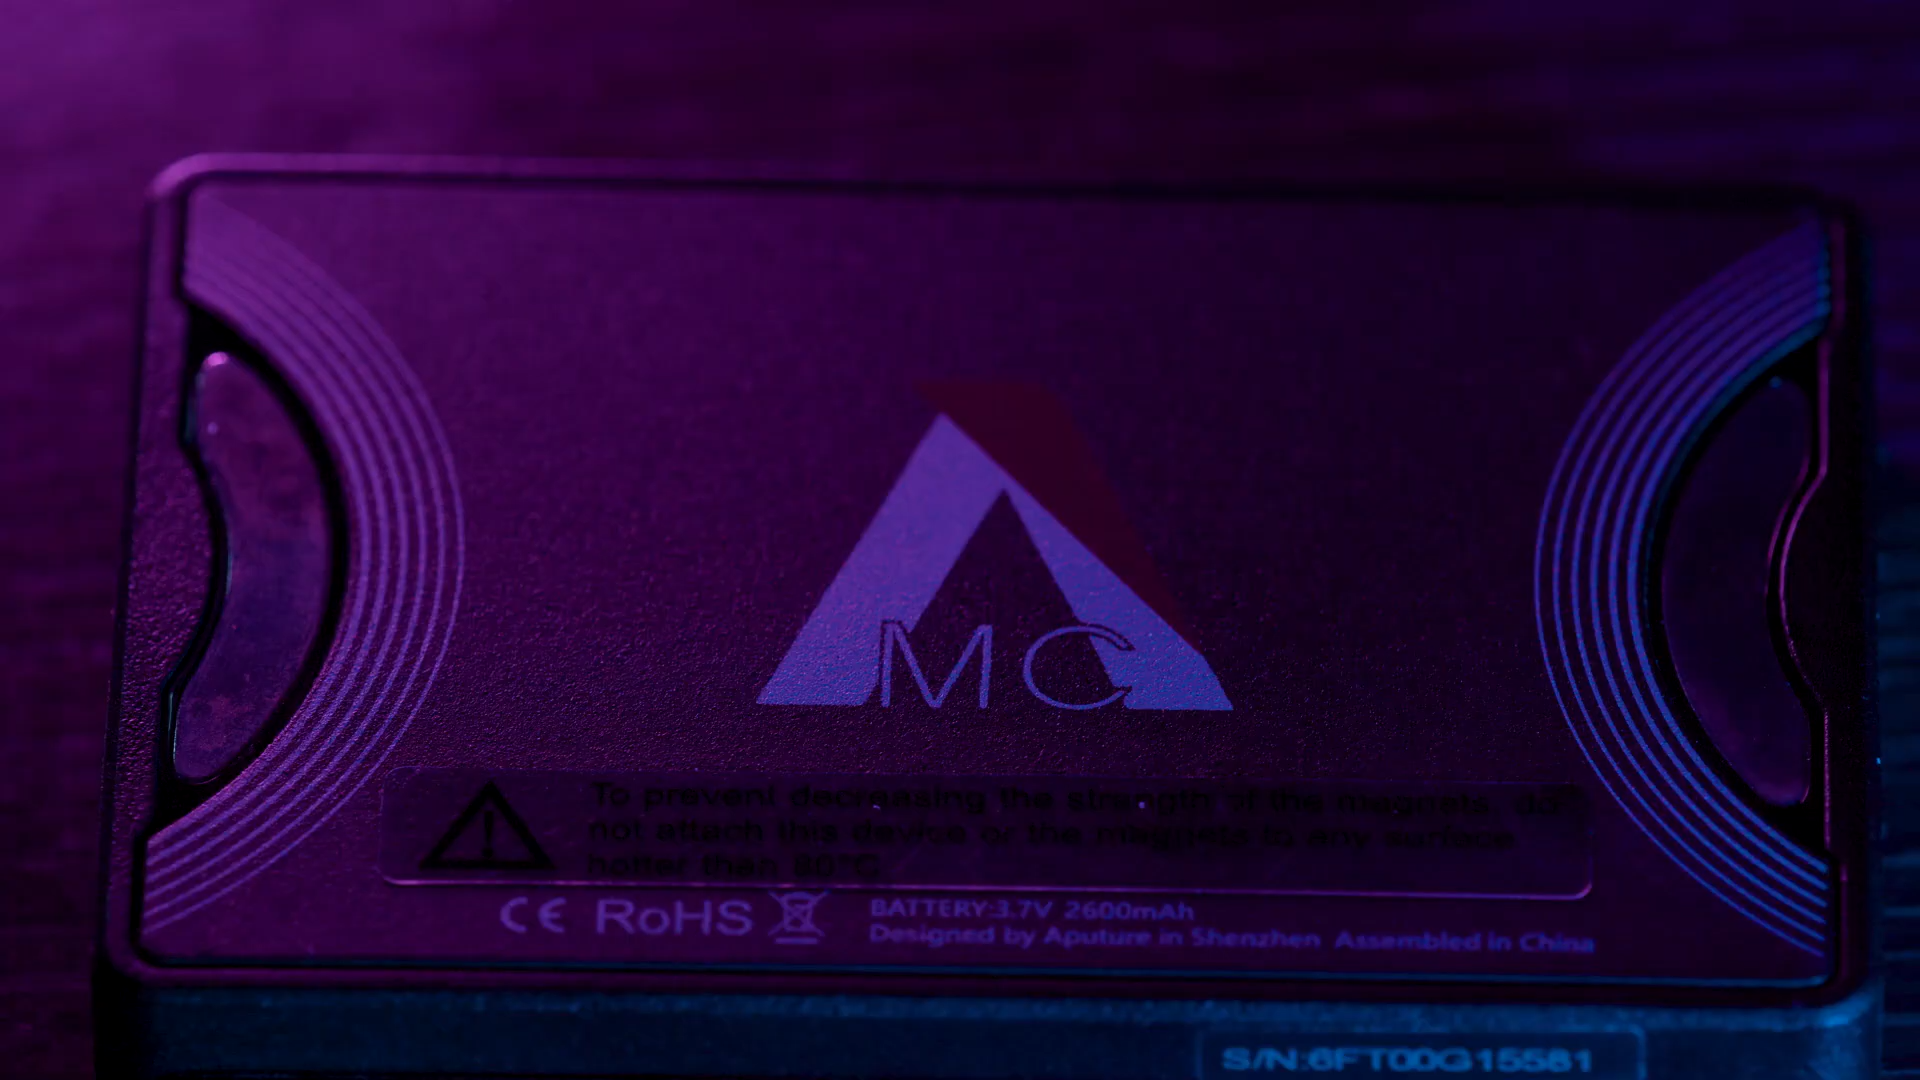 MC
To prevent decreasing the strength of the magnets, do
not attach this device or the magnets to any surface
hotter than 80°C
CE RoHS
BATTERY:3.7V 2600mAh
Designed by Aputure in Shenzhen Assembled in China
S/N:6FT00G15581